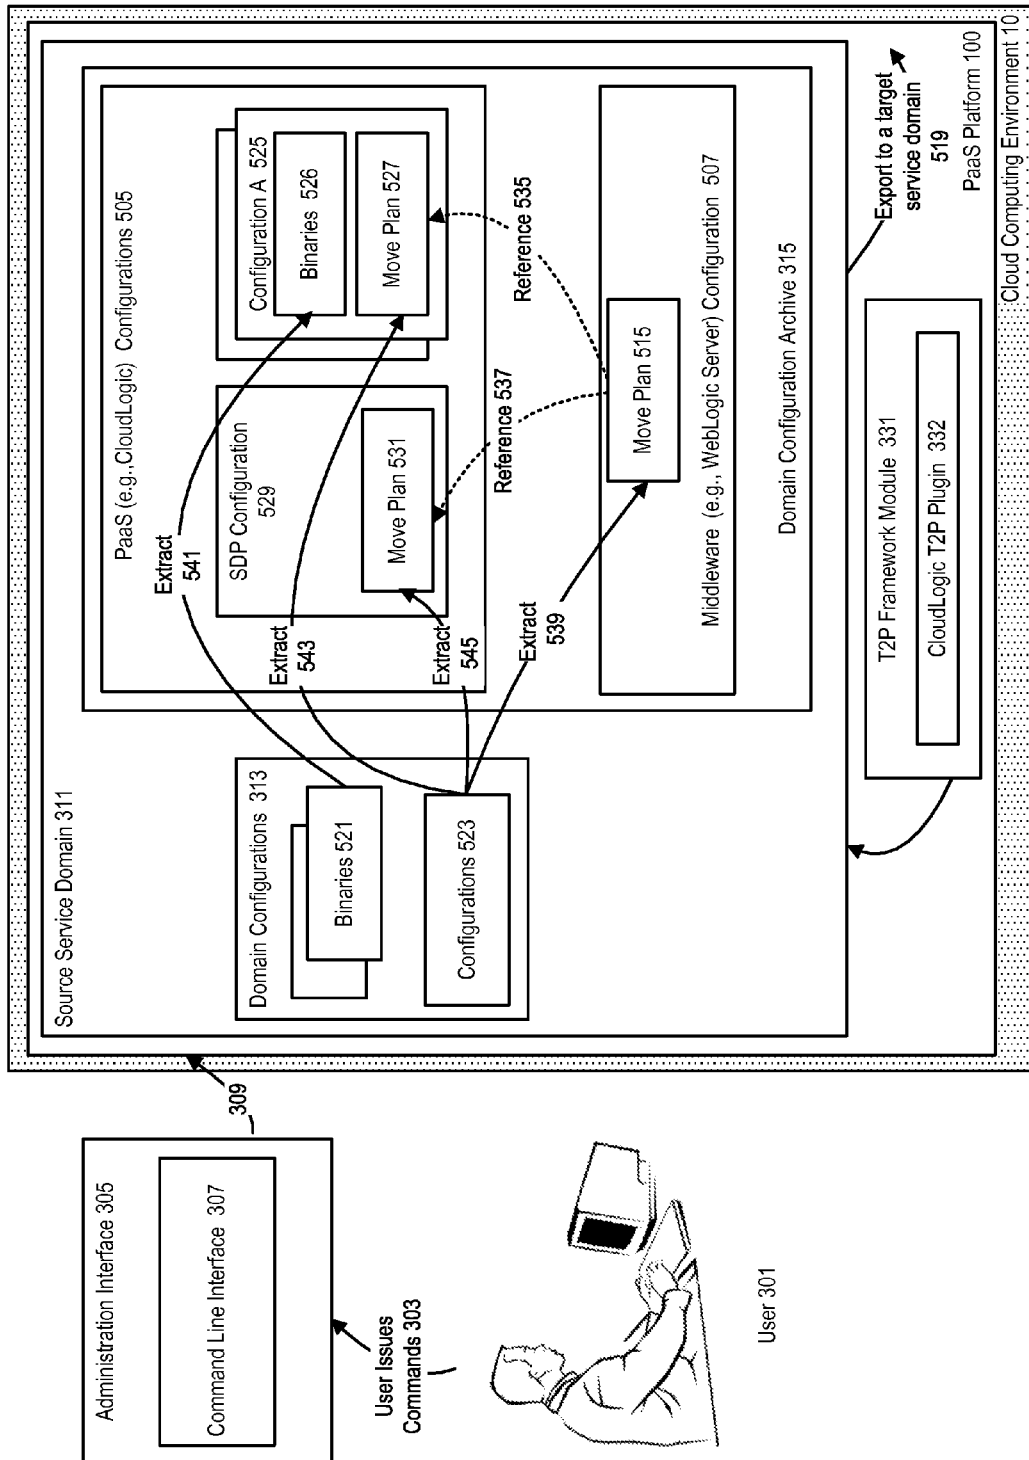 Administration Interface 305
Command Line Interface 307
User Issues
Commands 303
User 301
309
Source Service Domain 311
Domain Configurations 313
Binaries 521
Configurations 523
Extract
541
Extract
543
Extract
545
Extract
539
PaaS (e.g.,CloudLogic) Configurations 505
SDP Configuration
529
Move Plan 531
Configuration A 525
Binaries 526
Move Plan 527
Reference 537
Reference 535
Middleware (e.g., WebLogic Server) Configuration 507
Move Plan 515
Domain Configuration Archive 315
Export to a target
service domain
519
T2P Framework Module 331
CloudLogic T2P Plugin 332
PaaS Platform 100
Cloud Computing Environment 10